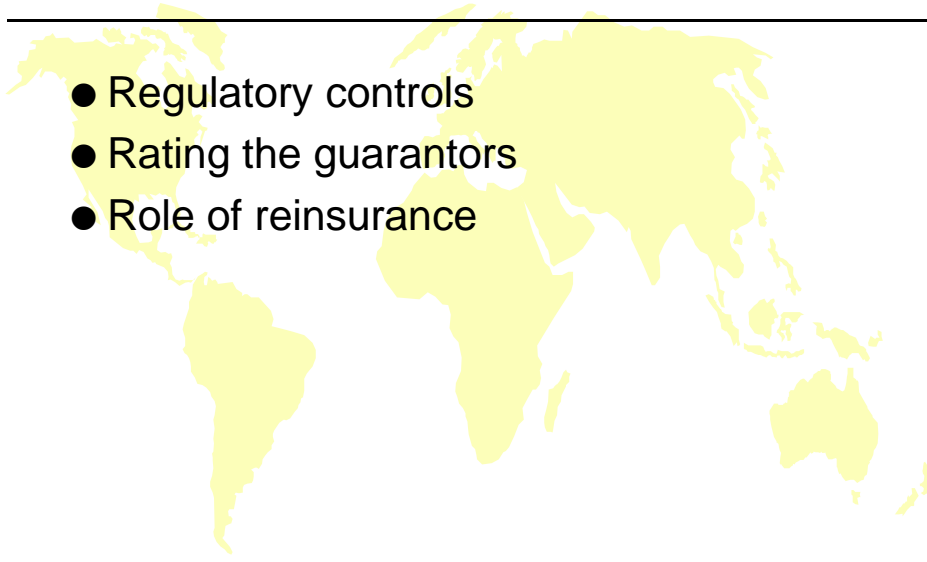 ● Regulatory controls
● Rating the guarantors
● Role of reinsurance